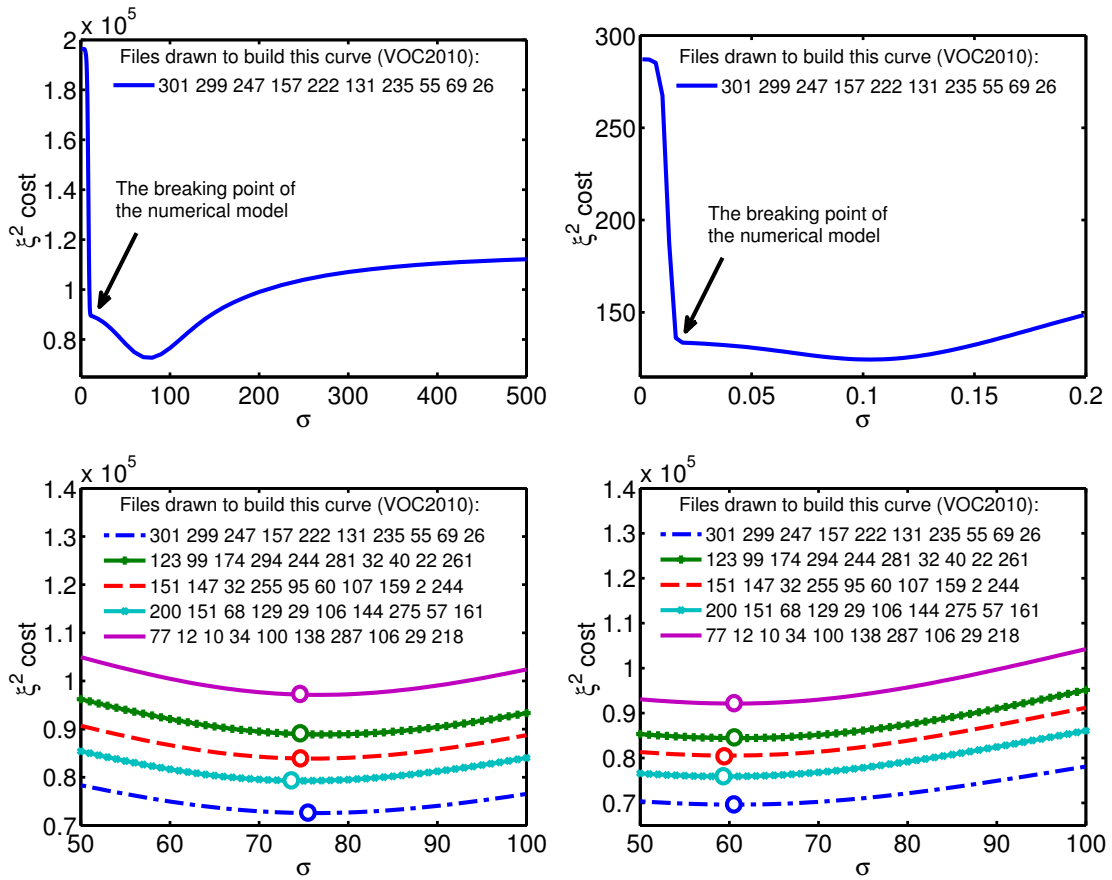 x 10^5
2
1.8
1.6
1.4
1.2
1
0.8
ξ^2 cost
Files drawn to build this curve (VOC2010):
301 299 247 157 222 131 235 55 69 26
The breaking point of
the numerical model
0 100 200 300 400 500
σ
300
250
200
150
ξ^2 cost
Files drawn to build this curve (VOC2010):
301 299 247 157 222 131 235 55 69 26
The breaking point of
the numerical model
0 0.05 0.1 0.15 0.2
σ
x 10^5
1.4
1.3
1.2
1.1
1
0.9
0.8
0.7
ξ^2 cost
Files drawn to build this curve (VOC2010):
301 299 247 157 222 131 235 55 69 26
123 99 174 294 244 281 32 40 22 261
151 147 32 255 95 60 107 159 2 244
200 151 68 129 29 106 144 275 57 161
77 12 10 34 100 138 287 106 29 218
50 60 70 80 90 100
σ
x 10^5
1.4
1.3
1.2
1.1
1
0.9
0.8
0.7
ξ^2 cost
Files drawn to build this curve (VOC2010):
301 299 247 157 222 131 235 55 69 26
123 99 174 294 244 281 32 40 22 261
151 147 32 255 95 60 107 159 2 244
200 151 68 129 29 106 144 275 57 161
77 12 10 34 100 138 287 106 29 218
50 60 70 80 90 100
σ